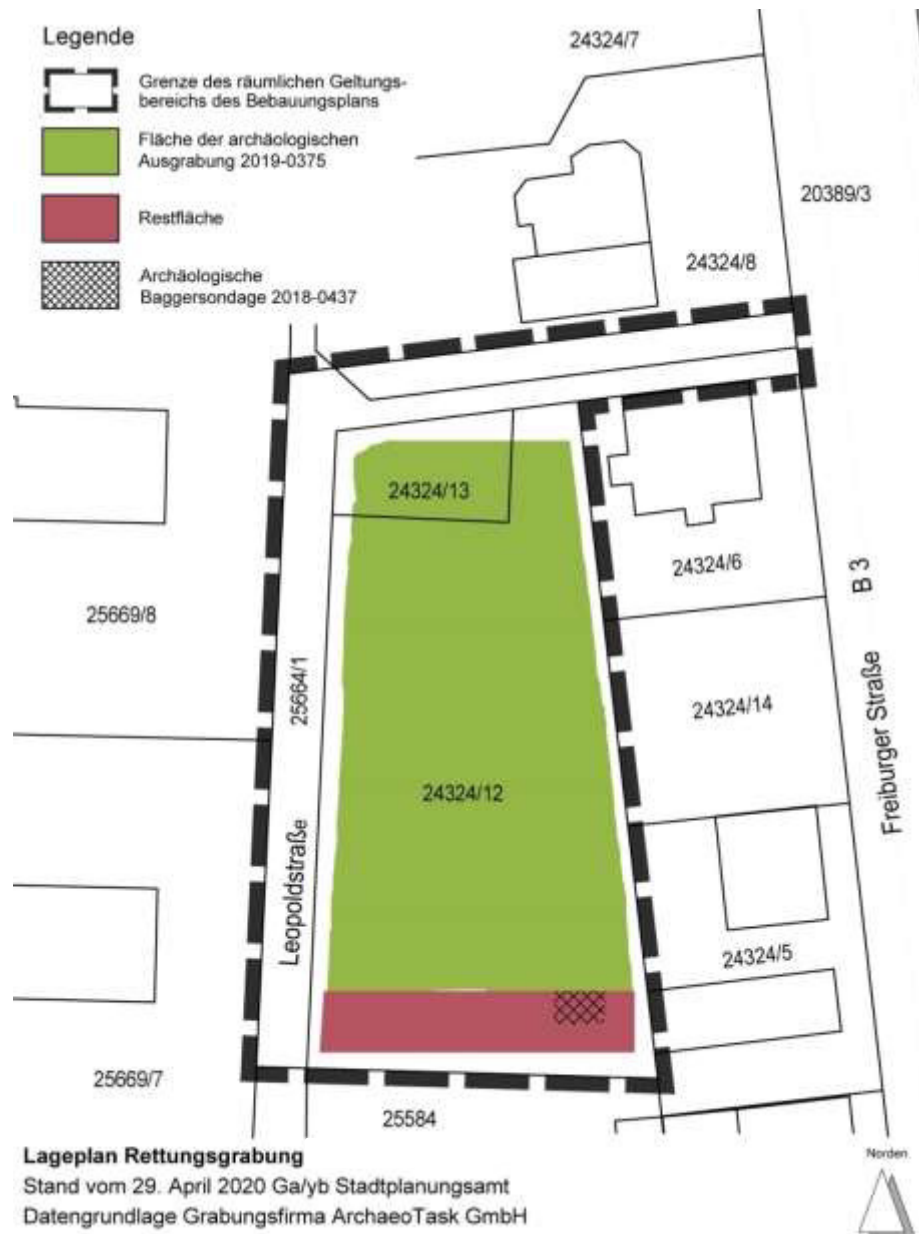 Legende
Grenze des räumlichen Geltungs-
bereichs des Bebauungsplans
Fläche der archäologischen
Ausgrabung 2019-0375
Restfläche
Archäologische
Baggersondage 2018-0437
24324/7
20389/3
24324/8
24324/13
24324/6
B 3
25669/8
25664/1
24324/14
24324/12
Freiburger Straße
Leopoldstraße
24324/5
25669/7
25584
Lageplan Rettungsgrabung
Stand vom 29. April 2020 Ga/yb Stadtplanungsamt
Datengrundlage Grabungsfirma ArchaeoTask GmbH
Norden